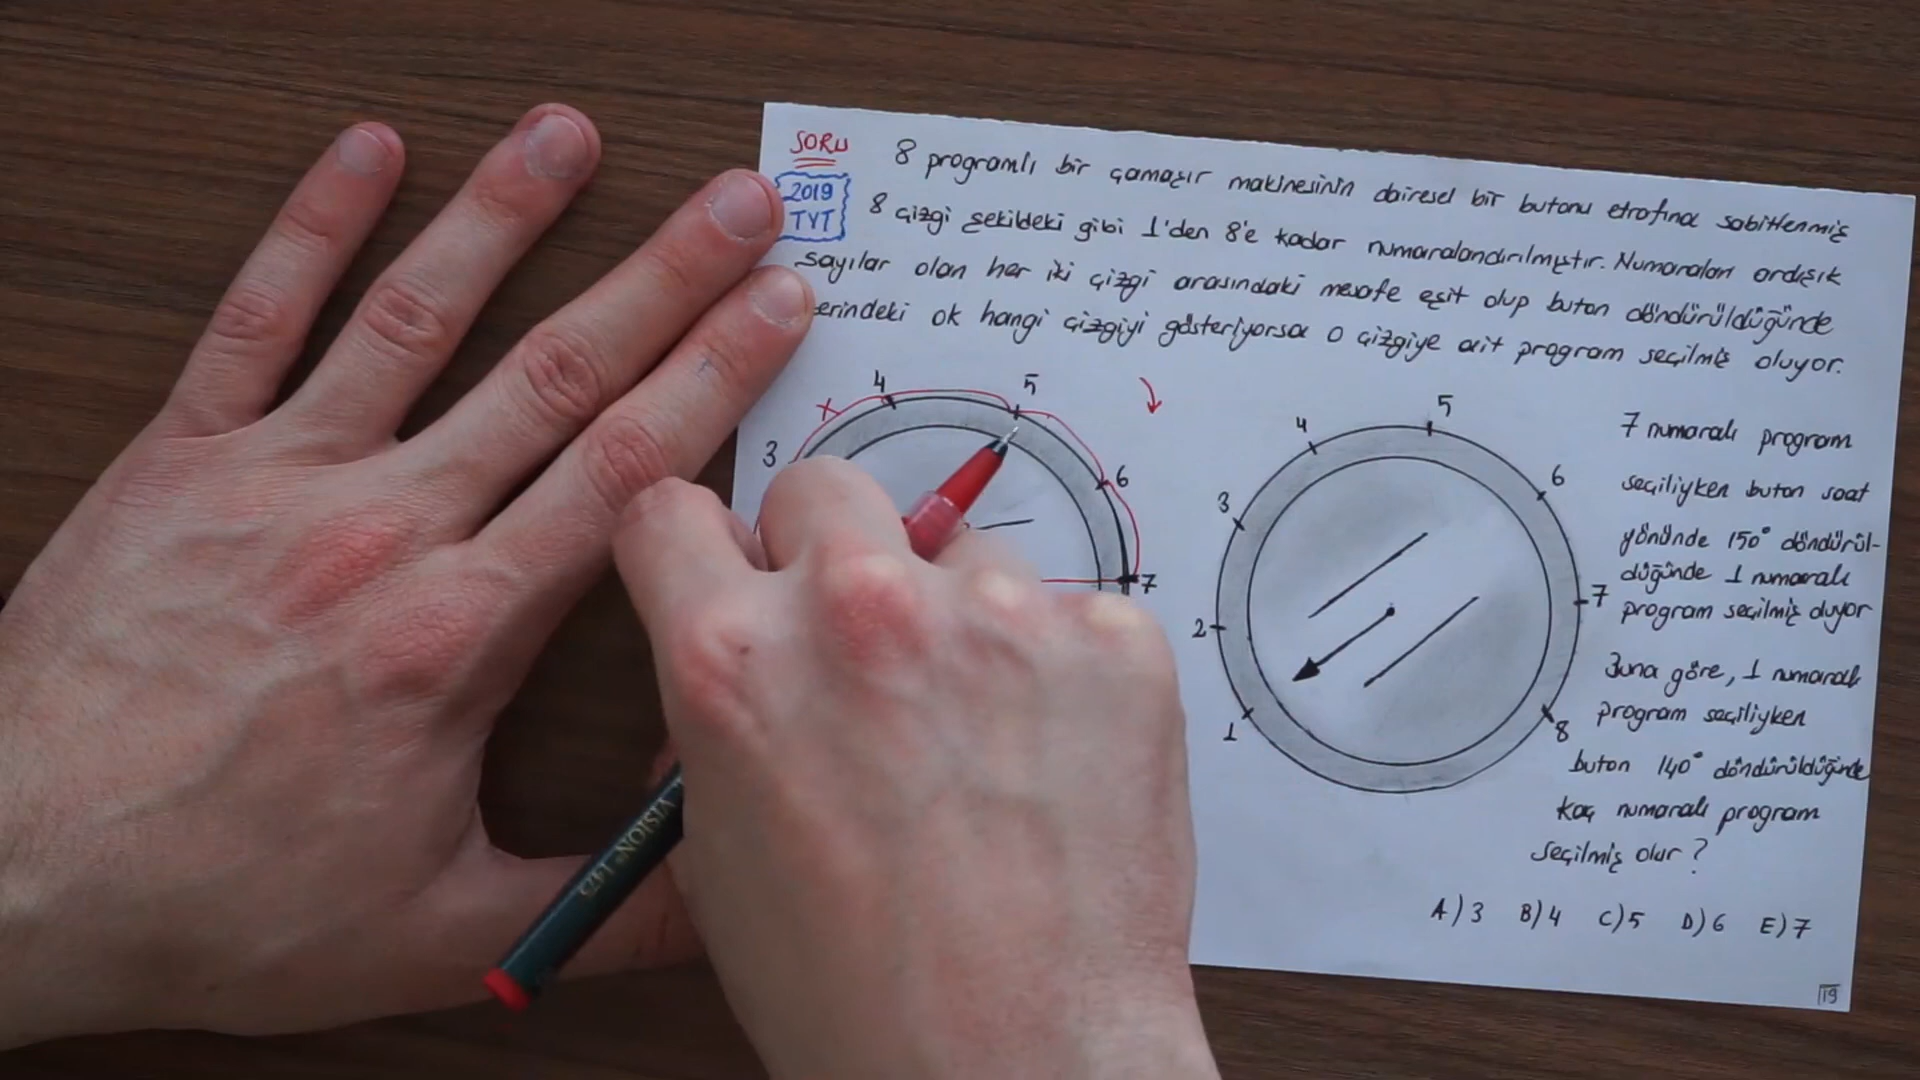 SORU
2019
TYT
8 programlı bir çamaşır makinesinin dairesel bir butonu etrafına sabitlenmiş
8 çizgi şekildeki gibi 1'den 8'e kadar numaralandırılmıştır. Numaraları ardışık
sayılar olan her iki çizgi arasındaki mesafe eşit olup buton döndürüldüğünde
erindeki ok hangi çizgiyi gösteriyorsa o çizgiye ait program seçilmiş oluyor.
3
4
5
6
7
x
1
2
3
4
5
6
7
8
7 numaralı program
seçiliyken buton saat
yönünde 150° döndürül-
düğünde 1 numaralı
program seçilmiş oluyor
Buna göre, 1 numaralı
program seçiliyken
buton 140° döndürüldüğünde
kaç numaralı program
seçilmiş olur?
A) 3 B) 4 C) 5 D) 6 E) 7
19
VISION 1475